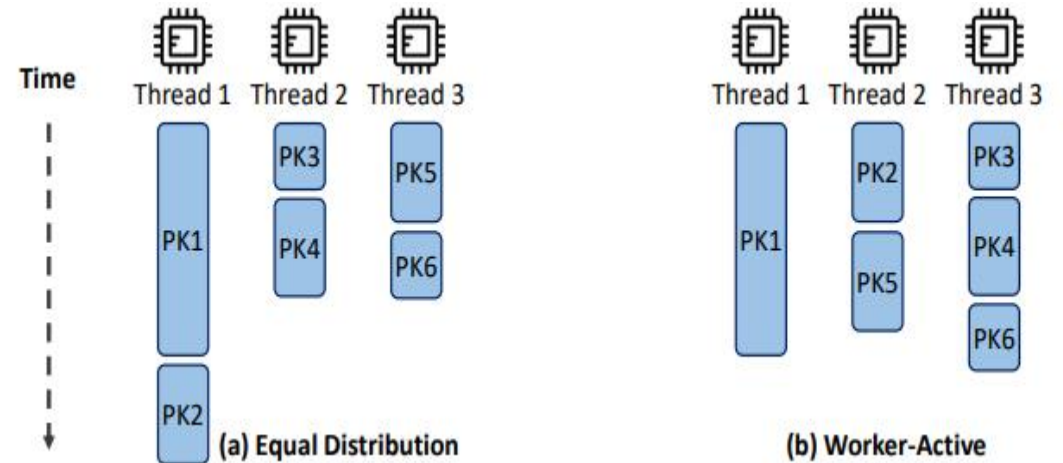 Time
Thread 1 Thread 2 Thread 3
PK1
PK2
PK3
PK4
PK5
PK6
(a) Equal Distribution
Thread 1 Thread 2 Thread 3
PK1
PK2
PK5
PK3
PK4
PK6
(b) Worker-Active